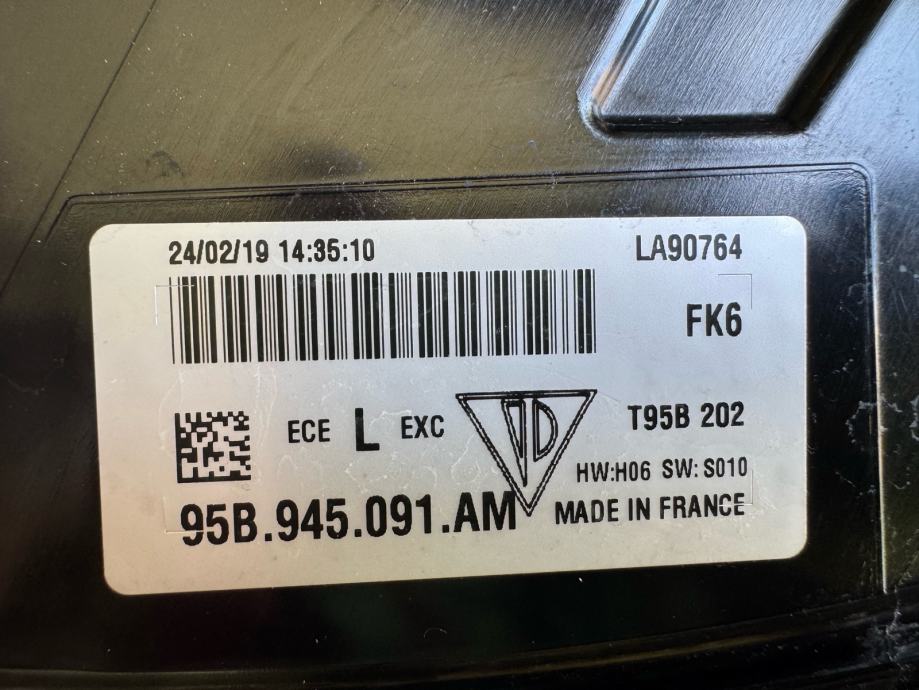 24/02/19 14:35:10 LA90764
FK6
ECE L EXC T95B 202
HW:H06 SW:S010
95B.945.091.AM MADE IN FRANCE